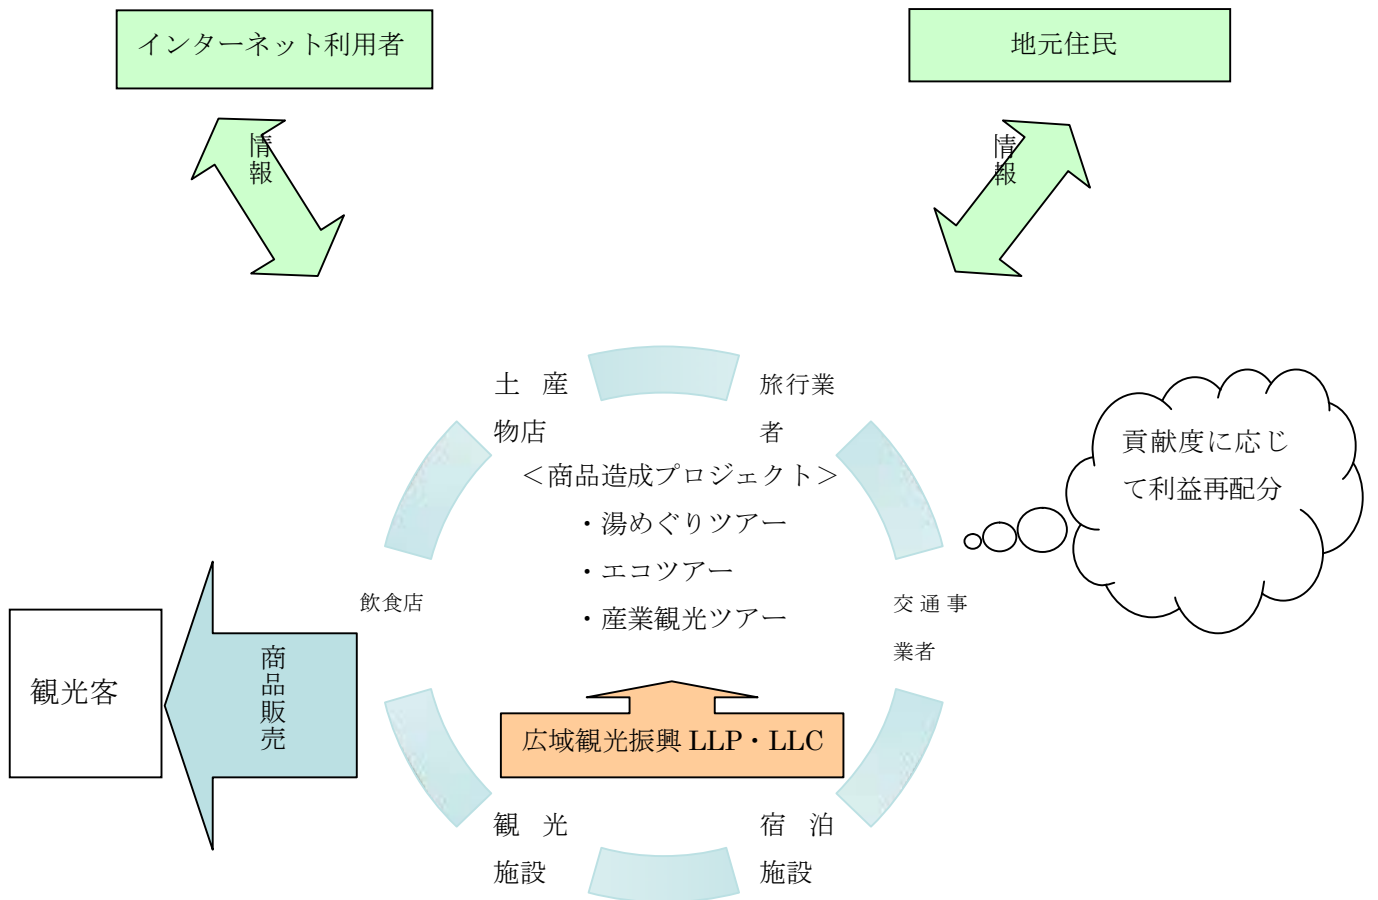 インターネット利用者
地元住民
情報
情報
土 産
物店
旅行業
者
貢献度に応じ
て利益再配分
＜商品造成プロジェクト＞
・湯めぐりツアー
・エコツアー
・産業観光ツアー
飲食店
交 通 事
業者
観光客
商品販売
広域観光振興 LLP・LLC
観 光
施設
宿 泊
施設